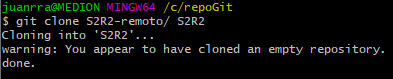 juanrra@MEDION MINGW64 /c/repoGit
$ git clone S2R2-remoto/ S2R2
Cloning into 'S2R2'...
warning: You appear to have cloned an empty repository.
done.